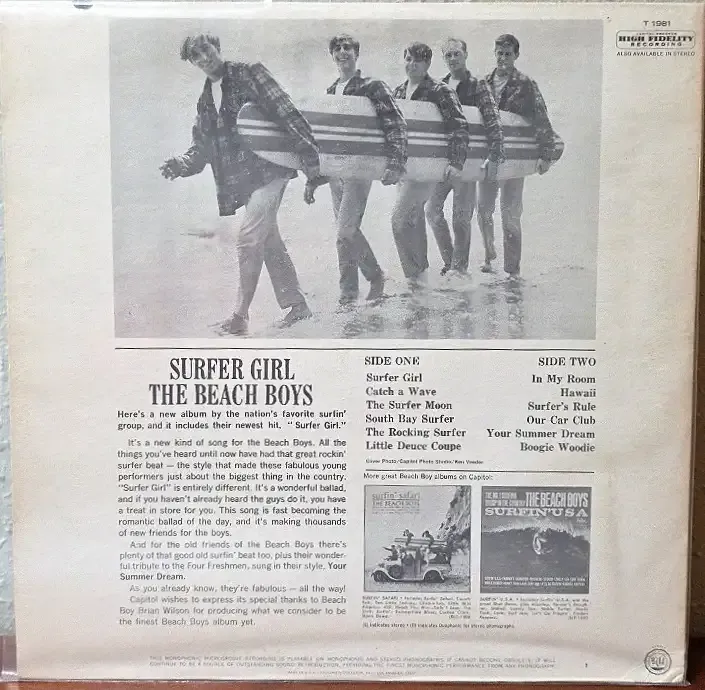 T 1981
HIGH FIDELITY
RECORDING
ALSO AVAILABLE IN STEREO
SURFER GIRL
THE BEACH BOYS
Here's a new album by the nation's favorite surfin'
group, and it includes their newest hit, "Surfer Girl."
It's a new kind of song for the Beach Boys. All the
things you've heard until now have had that great rockin'
surfer beat — the style that made these fabulous young
performers just about the biggest thing in the country.
"Surfer Girl" is entirely different. It's a wonderful ballad,
and if you haven't already heard the guys do it, you have
a treat in store for you. This song is fast becoming the
romantic ballad of the day, and it's making thousands
of new friends for the boys.
And for the old friends of the Beach Boys there's
plenty of that good old surfin' beat too, plus their wonder-
ful tribute to the Four Freshmen, sung in their style, Your
Summer Dream.
As you already know, they're fabulous — all the way!
Capitol wishes to express its special thanks to Beach
Boy Brian Wilson for producing what we consider to be
the finest Beach Boys album yet.
SIDE ONE
Surfer Girl
Catch a Wave
The Surfer Moon
South Bay Surfer
The Rocking Surfer
Little Deuce Coupe
SIDE TWO
In My Room
Hawaii
Surfer's Rule
Our Car Club
Your Summer Dream
Boogie Woodie
Cover Photo/Capitol Photo Studio/Ken Veeder
More great Beach Boy albums on Capitol:
surfin' safari
THE BEACH BOYS
SURFIN' USA